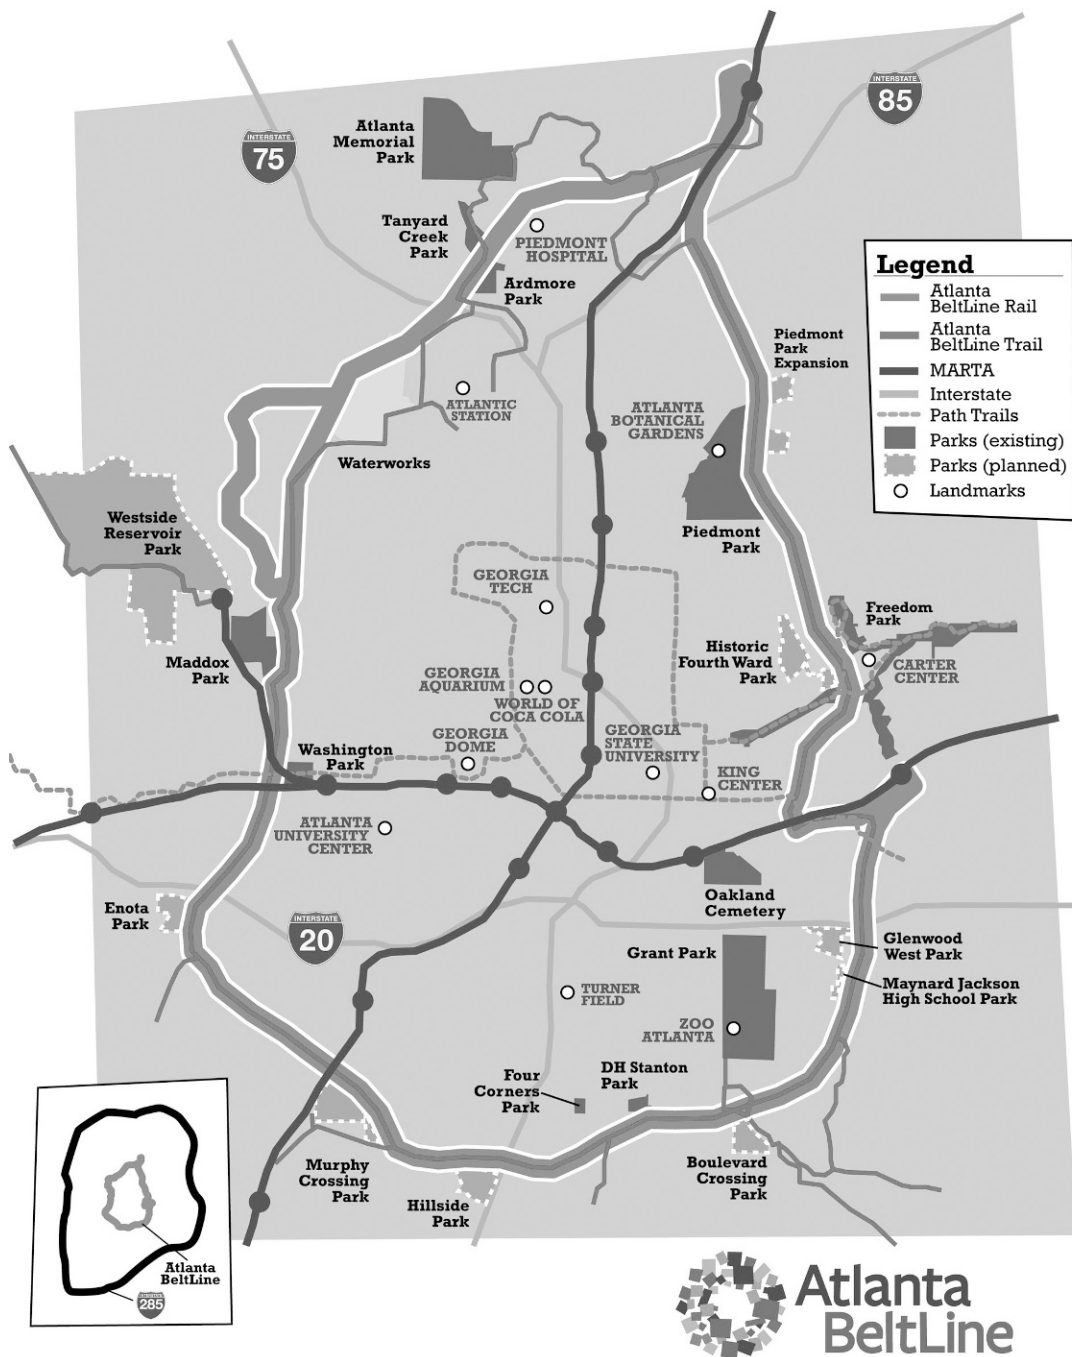 INTERSTATE
85
INTERSTATE
75
Atlanta
Memorial
Park
Tanyard
Creek
Park
PIEDMONT
HOSPITAL
Ardmore
Park
Legend
Atlanta
BeltLine Rail
Atlanta
BeltLine Trail
MARTA
Interstate
Path Trails
Parks (existing)
Parks (planned)
Landmarks
Piedmont
Park
Expansion
ATLANTIC
STATION
ATLANTA
BOTANICAL
GARDENS
Waterworks
Westside
Reservoir
Park
Piedmont
Park
GEORGIA
TECH
Freedom
Park
Maddox
Park
Historic
Fourth Ward
Park
CARTER
CENTER
GEORGIA
AQUARIUM
WORLD OF
COCA COLA
GEORGIA
DOME
GEORGIA
STATE
UNIVERSITY
Washington
Park
KING
CENTER
ATLANTA
UNIVERSITY
CENTER
Oakland
Cemetery
Enota
Park
INTERSTATE
20
Grant Park
Glenwood
West Park
Maynard Jackson
High School Park
TURNER
FIELD
ZOO
ATLANTA
Four
Corners
Park
DH Stanton
Park
Murphy
Crossing
Park
Hillside
Park
Boulevard
Crossing
Park
Atlanta
BeltLine
285
Atlanta
BeltLine